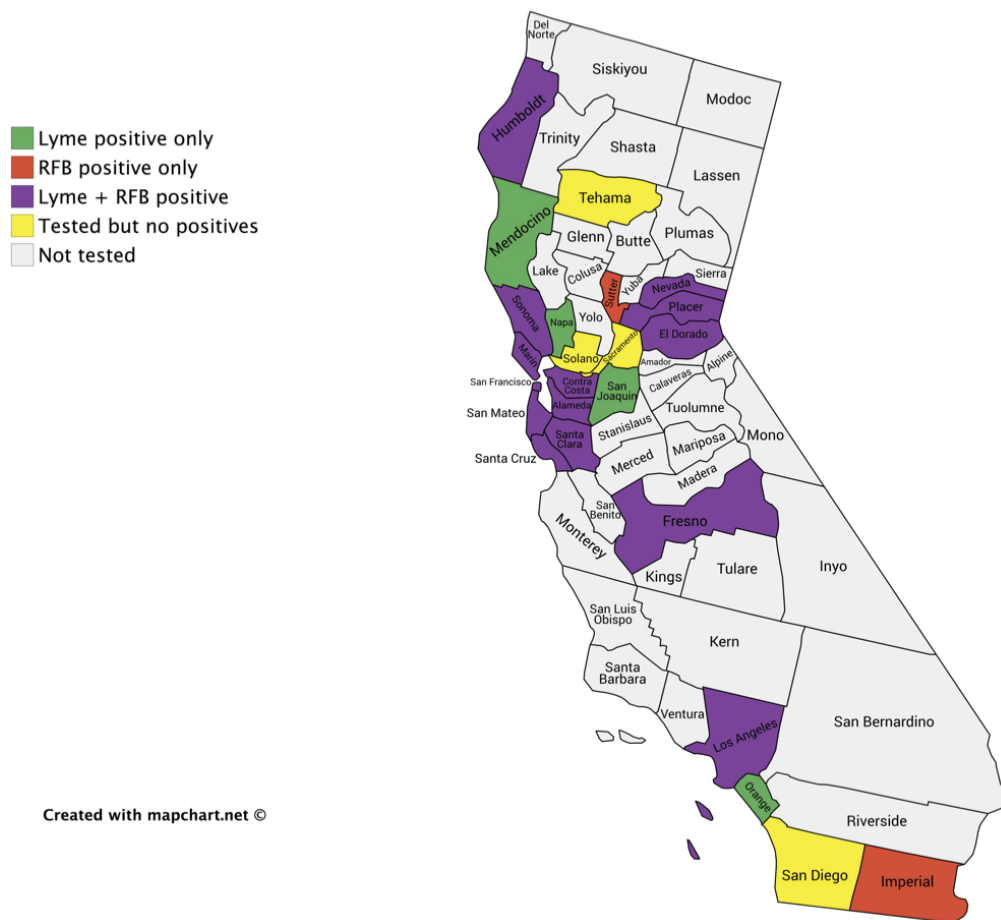 Lyme positive only
RFB positive only
Lyme + RFB positive
Tested but no positives
Not tested
Del
Norte
Siskiyou
Modoc
Humboldt
Trinity
Shasta
Lassen
Tehama
Mendocino
Glenn
Butte
Plumas
Lake
Colusa
Sutter
Yuba
Sierra
Nevada
Placer
Sonoma
Napa
Yolo
El Dorado
Marin
Solano
Sacramento
Amador
Alpine
San Francisco
Contra
Costa
San
Joaquin
Calaveras
Alameda
Tuolumne
San Mateo
Stanislaus
Mono
Santa
Clara
Mariposa
Santa Cruz
Merced
Madera
San
Benito
Fresno
Monterey
Kings
Tulare
Inyo
San Luis
Obispo
Kern
Santa
Barbara
Ventura
Los Angeles
San Bernardino
Orange
Riverside
San Diego
Imperial
Created with mapchart.net ©